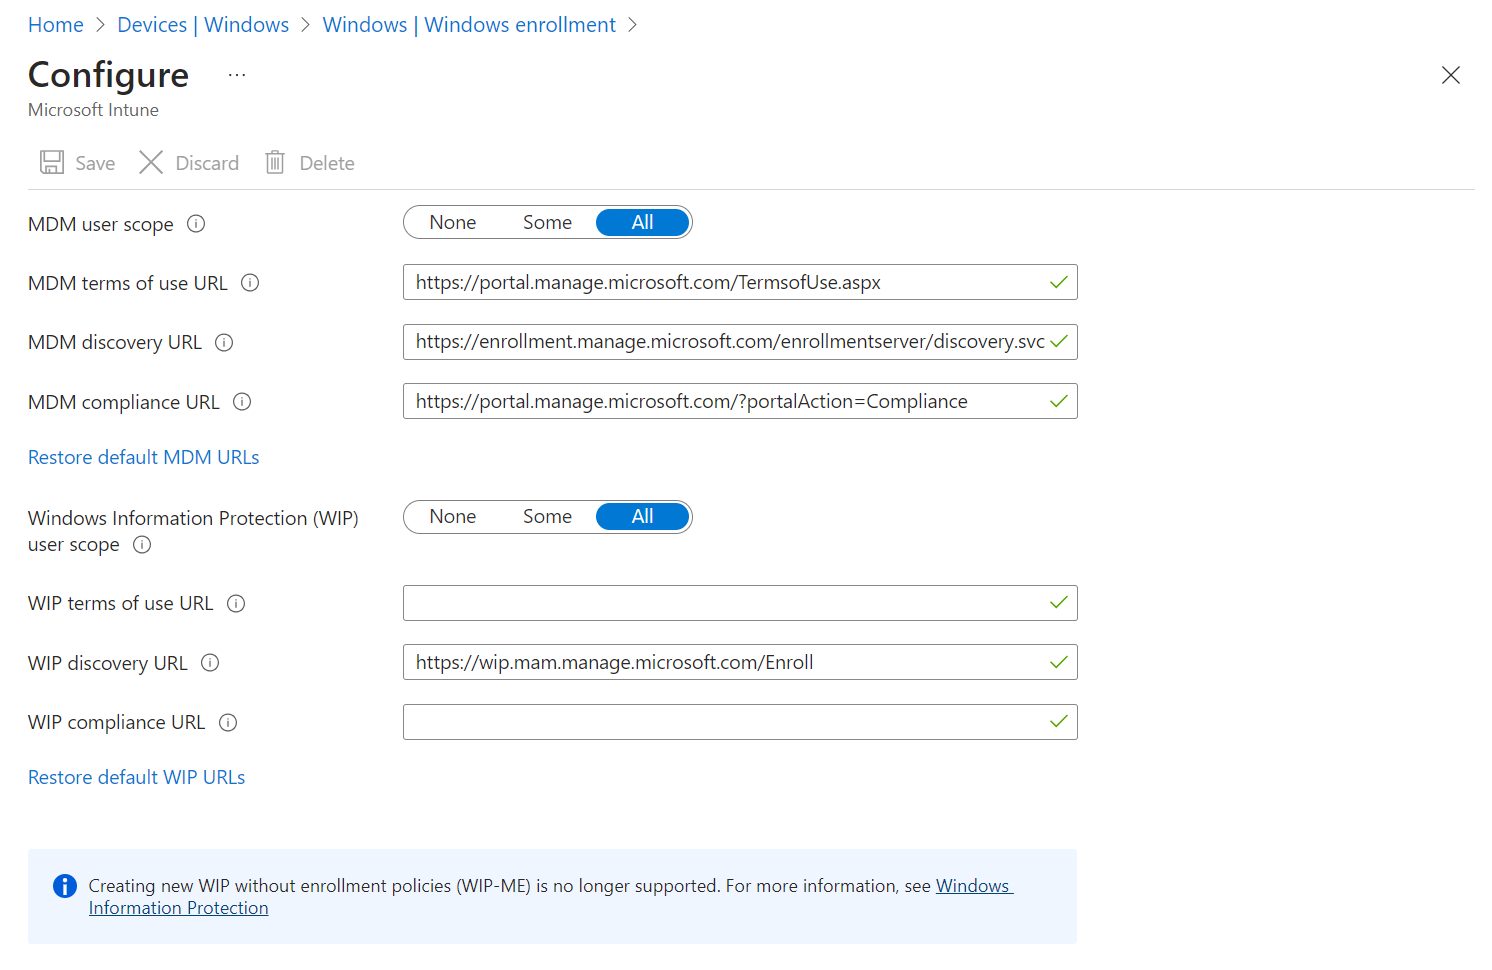 Home > Devices | Windows > Windows | Windows enrollment >
Configure ...
Microsoft Intune
Save Discard Delete
MDM user scope None Some All
MDM terms of use URL https://portal.manage.microsoft.com/TermsofUse.aspx
MDM discovery URL https://enrollment.manage.microsoft.com/enrollmentserver/discovery.svc
MDM compliance URL https://portal.manage.microsoft.com/?portalAction=Compliance
Restore default MDM URLs
Windows Information Protection (WIP) None Some All
user scope
WIP terms of use URL
WIP discovery URL https://wip.mam.manage.microsoft.com/Enroll
WIP compliance URL
Restore default WIP URLs
Creating new WIP without enrollment policies (WIP-ME) is no longer supported. For more information, see Windows
Information Protection